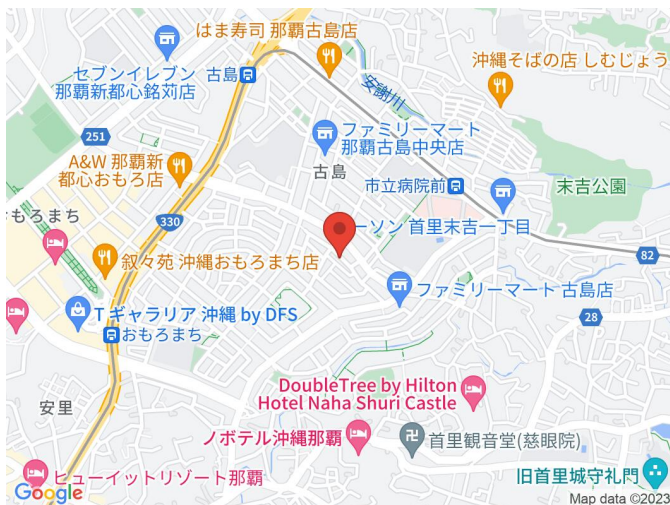 はま寿司 那覇古島店
沖縄そばの店 しむじょう
セブンイレブン
那覇新都心銘苅店
古島
安謝川
251
ファミリーマート
那覇古島中央店
A&W 那覇新
都心おもろ店
古島
市立病院前
末吉公園
おもろまち
330
ーソン 首里末吉一丁目
叙々苑 沖縄おもろまち店
82
ファミリーマート 古島店
T ギャラリア 沖縄 by DFS
28
おもろまち
DoubleTree by Hilton
Hotel Naha Shuri Castle
安里
ノボテル沖縄那覇
首里観音堂(慈眼院)
ヒューイットリゾート那覇
旧首里城守礼門
Google
Map data ©2023